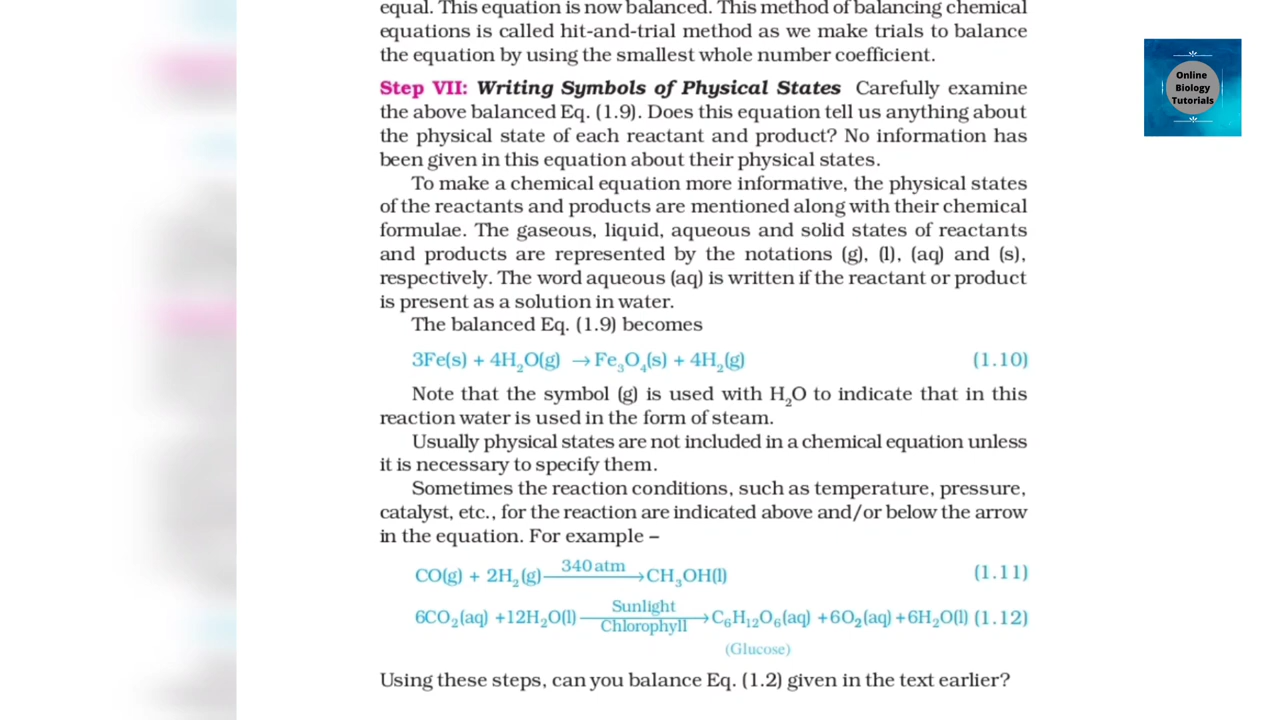 equal. This equation is now balanced. This method of balancing chemical
equations is called hit-and-trial method as we make trials to balance
the equation by using the smallest whole number coefficient.
Step VII: Writing Symbols of Physical States Carefully examine
the above balanced Eq. (1.9). Does this equation tell us anything about
the physical state of each reactant and product? No information has
been given in this equation about their physical states.
To make a chemical equation more informative, the physical states
of the reactants and products are mentioned along with their chemical
formulae. The gaseous, liquid, aqueous and solid states of reactants
and products are represented by the notations (g), (l), (aq) and (s),
respectively. The word aqueous (aq) is written if the reactant or product
is present as a solution in water.
The balanced Eq. (1.9) becomes
3Fe(s) + 4H₂O(g) → Fe₃O₄(s) + 4H₂(g) (1.10)
Note that the symbol (g) is used with H₂O to indicate that in this
reaction water is used in the form of steam.
Usually physical states are not included in a chemical equation unless
it is necessary to specify them.
Sometimes the reaction conditions, such as temperature, pressure,
catalyst, etc., for the reaction are indicated above and/or below the arrow
in the equation. For example –
340 atm
CO(g) + 2H₂(g) → CH₃OH(l) (1.11)
Sunlight
6CO₂(aq) +12H₂O(l) → C₆H₁₂O₆(aq) +6O₂(aq) +6H₂O(l) (1.12)
Chlorophyll
(Glucose)
Using these steps, can you balance Eq. (1.2) given in the text earlier?
Online
Biology
Tutorials